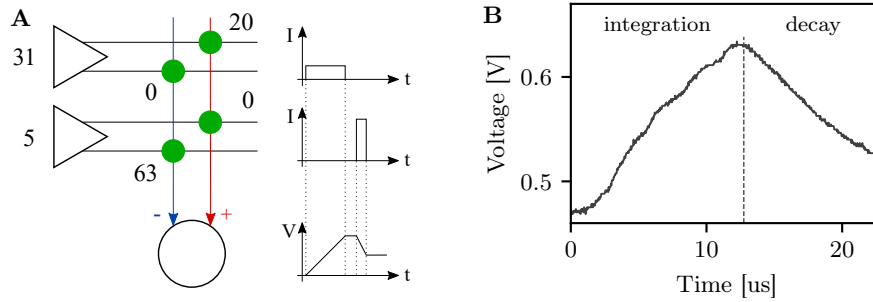 A
20
31
0
0
5
63
-
+
I
t
I
t
V
t
B
integration
decay
Voltage [V]
0.6
0.5
0
10
20
Time [us]